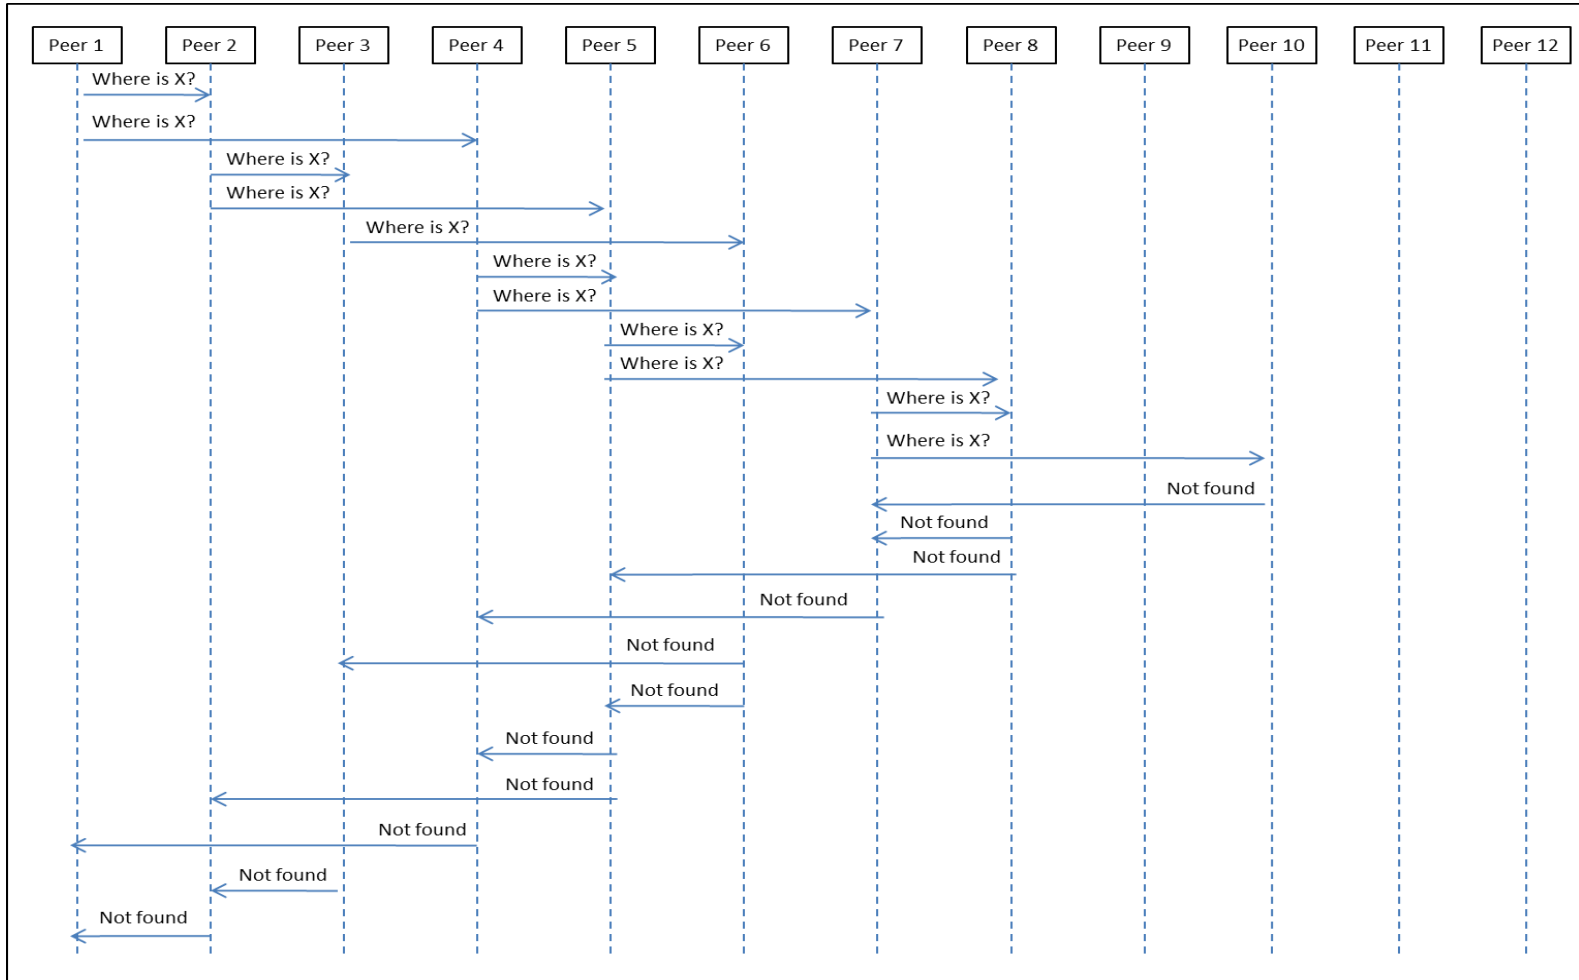 Peer 1 Peer 2 Peer 3 Peer 4 Peer 5 Peer 6 Peer 7 Peer 8 Peer 9 Peer 10 Peer 11 Peer 12
Where is X?
Where is X?
Where is X?
Where is X?
Where is X?
Where is X?
Where is X?
Where is X?
Where is X?
Where is X?
Where is X?
Not found
Not found
Not found
Not found
Not found
Not found
Not found
Not found
Not found
Not found
Not found